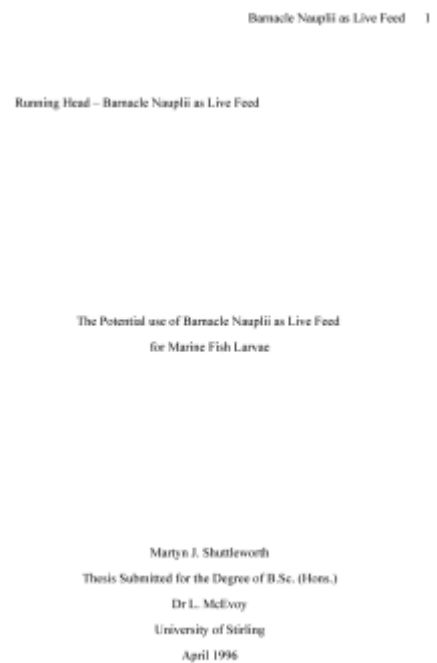 Barnacle Nauplii as Live Feed 1
Running Head – Barnacle Nauplii as Live Feed
The Potential use of Barnacle Nauplii as Live Feed
for Marine Fish Larvae
Martyn J. Shuttleworth
Thesis Submitted for the Degree of B.Sc. (Hons.)
Dr L. McEvoy
University of Stirling
April 1996